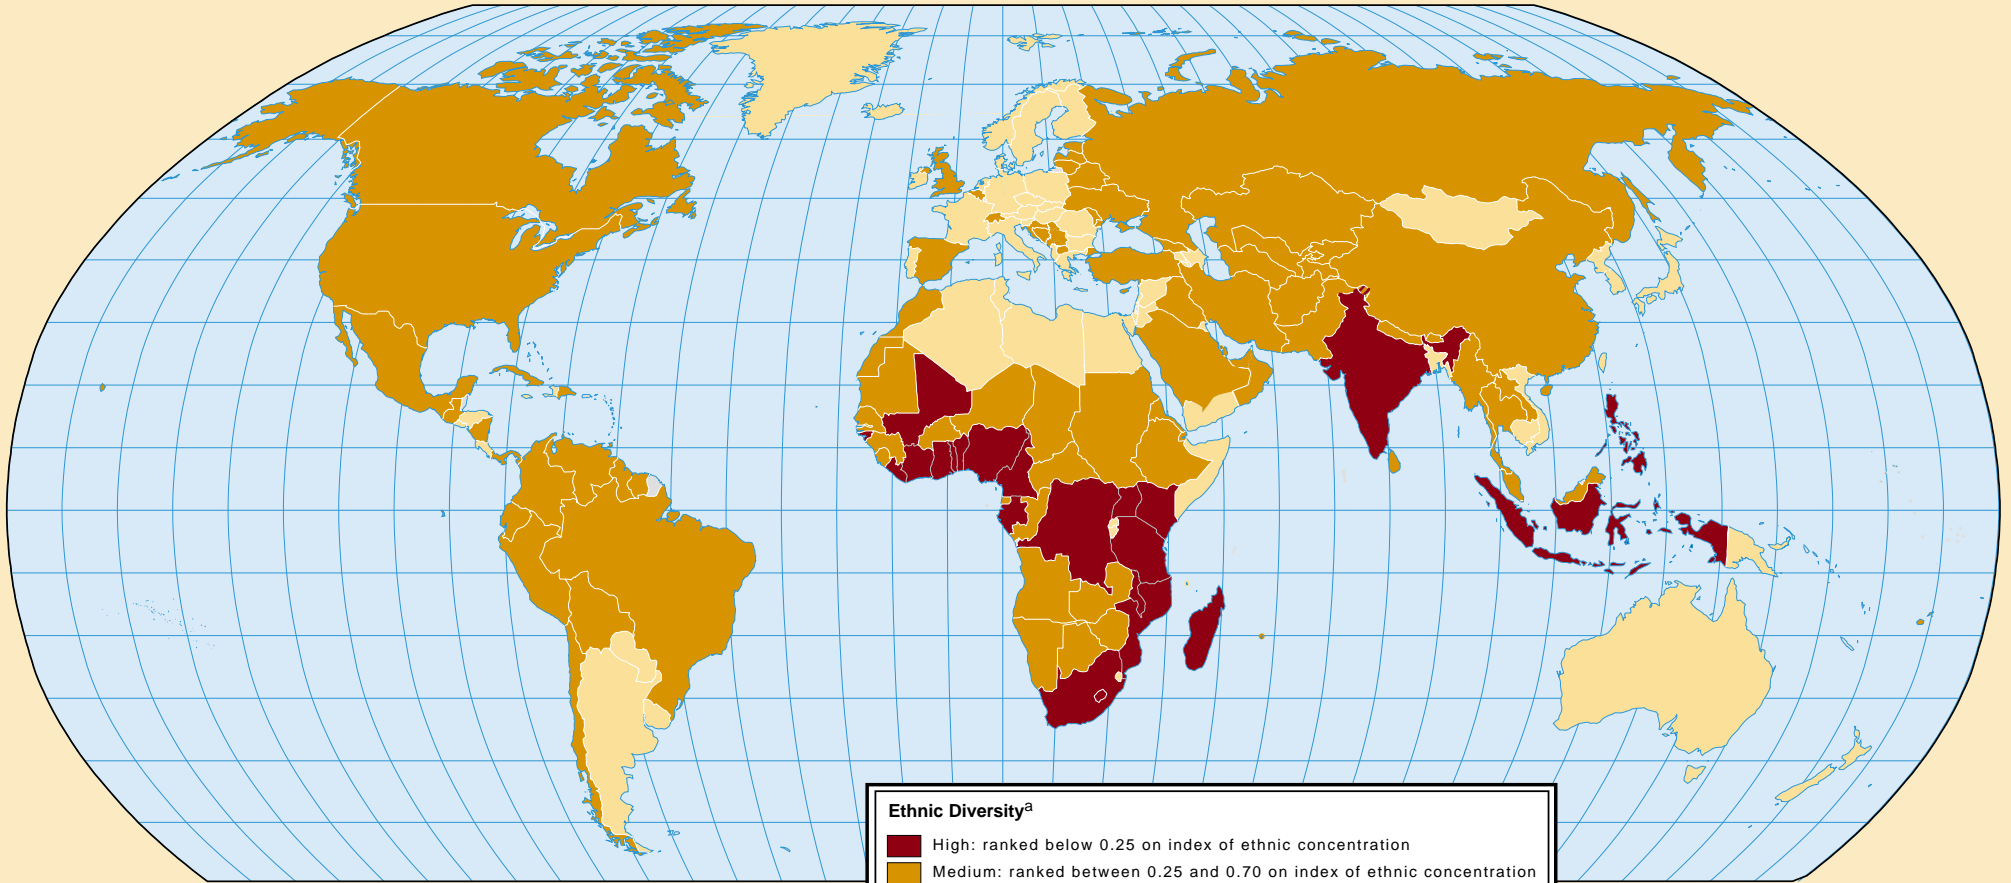 Ethnic Diversityª
High: ranked below 0.25 on index of ethnic concentration
Medium: ranked between 0.25 and 0.70 on index of ethnic concentration